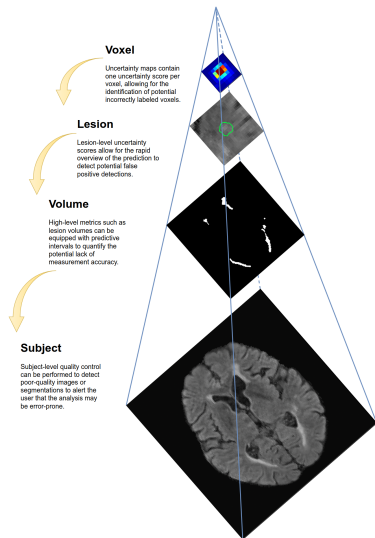 Voxel
Uncertainty maps contain
one uncertainty score per
voxel, allowing for the
identification of potential
incorrectly labeled voxels.
Lesion
Lesion-level uncertainty
scores allow for the rapid
overview of the prediction to
detect potential false
positive detections.
Volume
High-level metrics such as
lesion volumes can be
equipped with predictive
intervals to quantify the
potential lack of
measurement accuracy.
Subject
Subject-level quality control
can be performed to detect
poor-quality images or
segmentations to alert the
user that the analysis may
be error-prone.